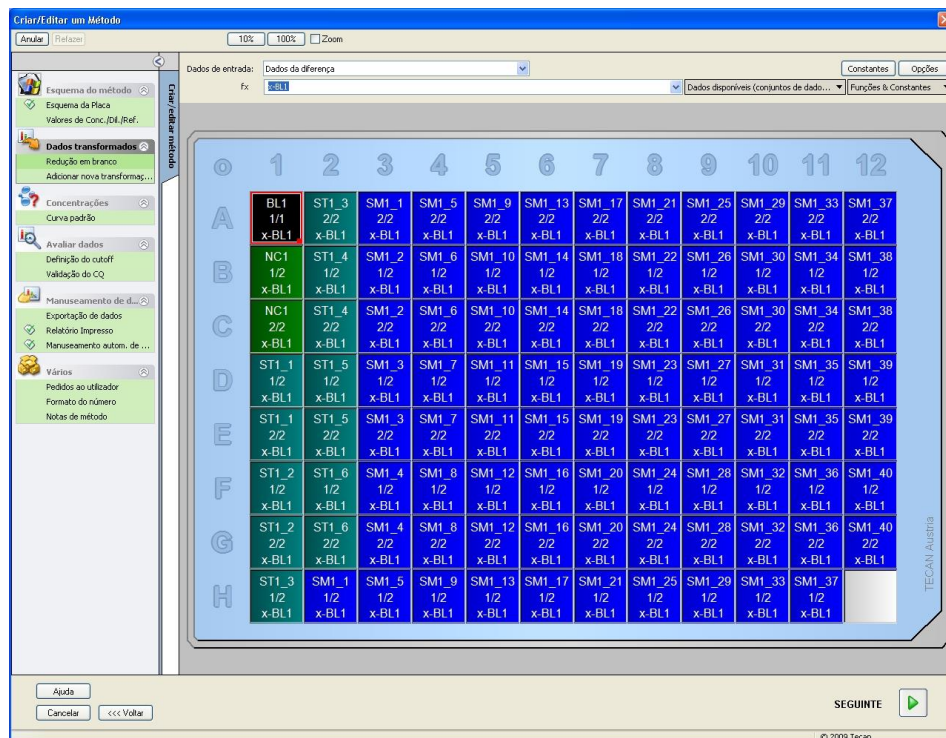 Criar/Editar um Método
Anular Refazer 10% 100% Zoom
Dados de entrada: Dados da diferença Constantes Opções
fx x-BL1 Dados disponíveis (conjuntos de dado... Funções & Constantes
Criar/editar método
Esquema do método
Esquema da Placa
Valores de Conc./Dil./Ref.
Dados transformados
Redução em branco
Adicionar nova transformaç...
Concentrações
Curva padrão
Avaliar dados
Definição do cutoff
Validação do CQ
Manuseamento de d...
Exportação de dados
Relatório Impresso
Manuseamento autom. de ...
Vários
Pedidos ao utilizador
Formato do número
Notas de método
1 2 3 4 5 6 7 8 9 10 11 12
A
BL1 ST1_3 SM1_1 SM1_5 SM1_9 SM1_13 SM1_17 SM1_21 SM1_25 SM1_29 SM1_33 SM1_37
1/1 2/2 2/2 2/2 2/2 2/2 2/2 2/2 2/2 2/2 2/2 2/2
x-BL1 x-BL1 x-BL1 x-BL1 x-BL1 x-BL1 x-BL1 x-BL1 x-BL1 x-BL1 x-BL1 x-BL1
B
NC1 ST1_4 SM1_2 SM1_6 SM1_10 SM1_14 SM1_18 SM1_22 SM1_26 SM1_30 SM1_34 SM1_38
1/2 1/2 1/2 1/2 1/2 1/2 1/2 1/2 1/2 1/2 1/2 1/2
x-BL1 x-BL1 x-BL1 x-BL1 x-BL1 x-BL1 x-BL1 x-BL1 x-BL1 x-BL1 x-BL1 x-BL1
C
NC1 ST1_4 SM1_2 SM1_6 SM1_10 SM1_14 SM1_18 SM1_22 SM1_26 SM1_30 SM1_34 SM1_38
2/2 2/2 2/2 2/2 2/2 2/2 2/2 2/2 2/2 2/2 2/2 2/2
x-BL1 x-BL1 x-BL1 x-BL1 x-BL1 x-BL1 x-BL1 x-BL1 x-BL1 x-BL1 x-BL1 x-BL1
D
ST1_1 ST1_5 SM1_3 SM1_7 SM1_11 SM1_15 SM1_19 SM1_23 SM1_27 SM1_31 SM1_35 SM1_39
1/2 1/2 1/2 1/2 1/2 1/2 1/2 1/2 1/2 1/2 1/2 1/2
x-BL1 x-BL1 x-BL1 x-BL1 x-BL1 x-BL1 x-BL1 x-BL1 x-BL1 x-BL1 x-BL1 x-BL1
E
ST1_1 ST1_5 SM1_3 SM1_7 SM1_11 SM1_15 SM1_19 SM1_23 SM1_27 SM1_31 SM1_35 SM1_39
2/2 2/2 2/2 2/2 2/2 2/2 2/2 2/2 2/2 2/2 2/2 2/2
x-BL1 x-BL1 x-BL1 x-BL1 x-BL1 x-BL1 x-BL1 x-BL1 x-BL1 x-BL1 x-BL1 x-BL1
F
ST1_2 ST1_6 SM1_4 SM1_8 SM1_12 SM1_16 SM1_20 SM1_24 SM1_28 SM1_32 SM1_36 SM1_40
1/2 1/2 1/2 1/2 1/2 1/2 1/2 1/2 1/2 1/2 1/2 1/2
x-BL1 x-BL1 x-BL1 x-BL1 x-BL1 x-BL1 x-BL1 x-BL1 x-BL1 x-BL1 x-BL1 x-BL1
G
ST1_2 ST1_6 SM1_4 SM1_8 SM1_12 SM1_16 SM1_20 SM1_24 SM1_28 SM1_32 SM1_36 SM1_40
2/2 2/2 2/2 2/2 2/2 2/2 2/2 2/2 2/2 2/2 2/2 2/2
x-BL1 x-BL1 x-BL1 x-BL1 x-BL1 x-BL1 x-BL1 x-BL1 x-BL1 x-BL1 x-BL1 x-BL1
H
ST1_3 SM1_1 SM1_5 SM1_9 SM1_13 SM1_17 SM1_21 SM1_25 SM1_29 SM1_33 SM1_37
1/2 1/2 1/2 1/2 1/2 1/2 1/2 1/2 1/2 1/2 1/2
x-BL1 x-BL1 x-BL1 x-BL1 x-BL1 x-BL1 x-BL1 x-BL1 x-BL1 x-BL1 x-BL1
TECAN Austria
Ajuda
Cancelar <<< Voltar
SEGUINTE
© 2009 Tecan